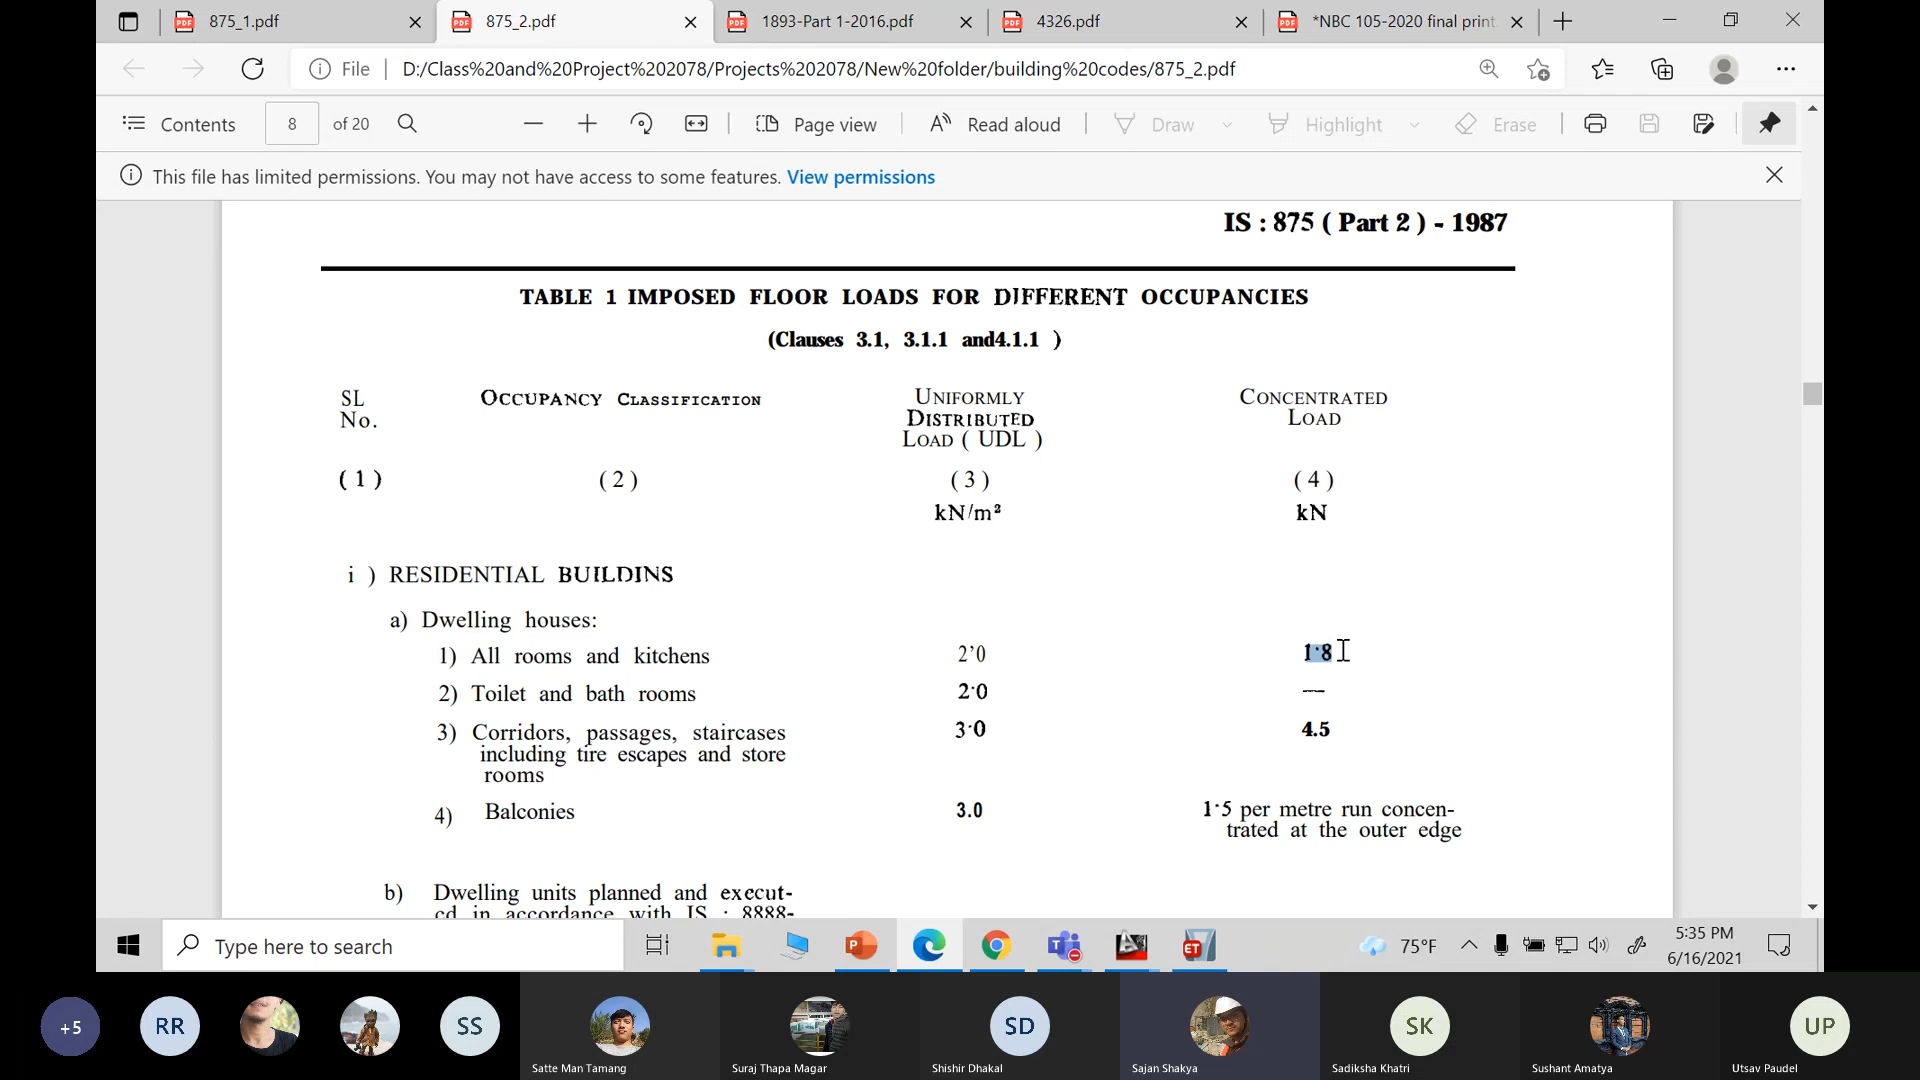 875_1.pdf
875_2.pdf
1893-Part 1-2016.pdf
4326.pdf
*NBC 105-2020 final print.
File
D:/Class%20and%20Project%202078/Projects%202078/New%20folder/building%20codes/875_2.pdf
Contents 8 of 20
Page view
Read aloud
Draw
Highlight
Erase
This file has limited permissions. You may not have access to some features. View permissions
IS : 875 ( Part 2 ) - 1987
TABLE 1 IMPOSED FLOOR LOADS FOR DIFFERENT OCCUPANCIES
(Clauses 3.1, 3.1.1 and4.1.1 )
SL
No.
OCCUPANCY CLASSIFICATION
UNIFORMLY
DISTRIBUTED
LOAD ( UDL )
CONCENTRATED
LOAD
( 1 ) ( 2 ) ( 3 ) ( 4 )
kN/m² kN
i ) RESIDENTIAL BUILDINS
a) Dwelling houses:
1) All rooms and kitchens 2’0 1·8
2) Toilet and bath rooms 2·0 —
3) Corridors, passages, staircases 3·0 4.5
including tire escapes and store
rooms
4) Balconies 3.0 1·5 per metre run concen-
trated at the outer edge
b) Dwelling units planned and execut-
ed in accordance with IS : 8888-
Type here to search
75°F
5:35 PM
6/16/2021
+5
RR
SS
Satte Man Tamang
Suraj Thapa Magar
SD
Shishir Dhakal
Sajan Shakya
SK
Sadiksha Khatri
Sushant Amatya
UP
Utsav Paudel